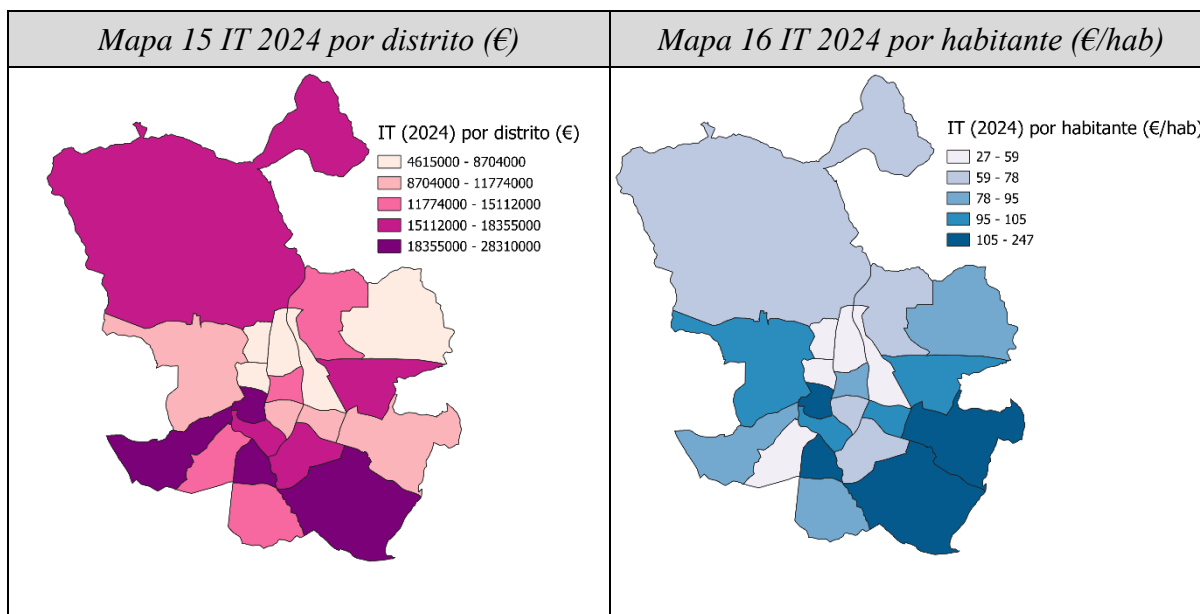 Mapa 15 IT 2024 por distrito (€)
Mapa 16 IT 2024 por habitante (€/hab)
IT (2024) por distrito (€)
4615000 - 8704000
8704000 - 11774000
11774000 - 15112000
15112000 - 18355000
18355000 - 28310000
IT (2024) por habitante (€/hab)
27 - 59
59 - 78
78 - 95
95 - 105
105 - 247